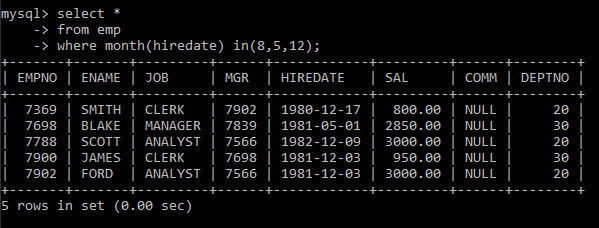 mysql> select *
    -> from emp
    -> where month(hiredate) in(8,5,12);
+-------+-------+---------+------+------------+---------+------+--------+
| EMPNO | ENAME | JOB     | MGR  | HIREDATE   | SAL     | COMM | DEPTNO |
+-------+-------+---------+------+------------+---------+------+--------+
|  7369 | SMITH | CLERK   | 7902 | 1980-12-17 |  800.00 | NULL |     20 |
|  7698 | BLAKE | MANAGER | 7839 | 1981-05-01 | 2850.00 | NULL |     30 |
|  7788 | SCOTT | ANALYST | 7566 | 1982-12-09 | 3000.00 | NULL |     20 |
|  7900 | JAMES | CLERK   | 7698 | 1981-12-03 |  950.00 | NULL |     30 |
|  7902 | FORD  | ANALYST | 7566 | 1981-12-03 | 3000.00 | NULL |     20 |
+-------+-------+---------+------+------------+---------+------+--------+
5 rows in set (0.00 sec)